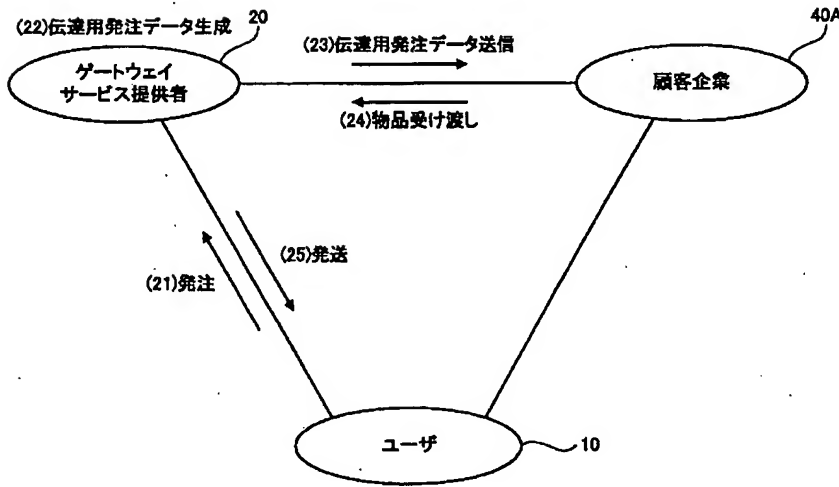 (22)伝達用発注データ生成
20
(23)伝達用発注データ送信
40A
ゲートウェイ
サービス提供者
顧客企業
(24)物品受け渡し
(25)発送
(21)発注
ユーザ
10